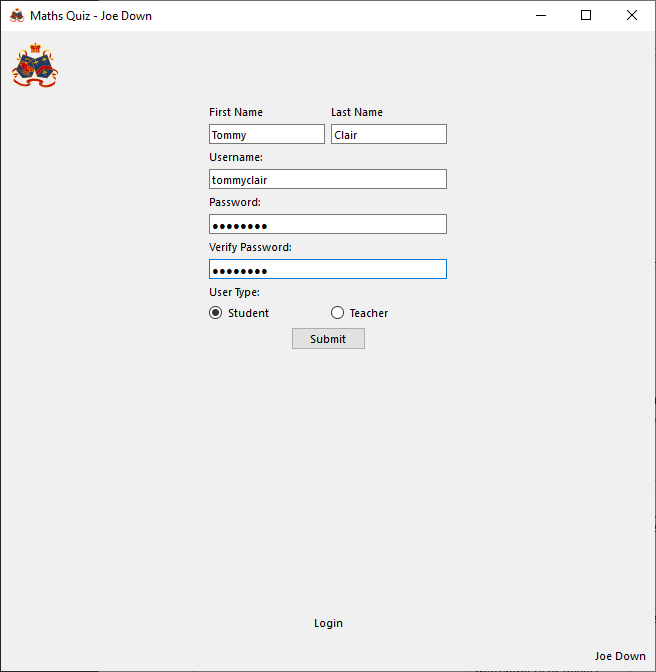 Maths Quiz - Joe Down
First Name Last Name
Tommy Clair
Username:
tommyclair
Password:
●●●●●●●●
Verify Password:
●●●●●●●●
User Type:
Student Teacher
Submit
Login
Joe Down